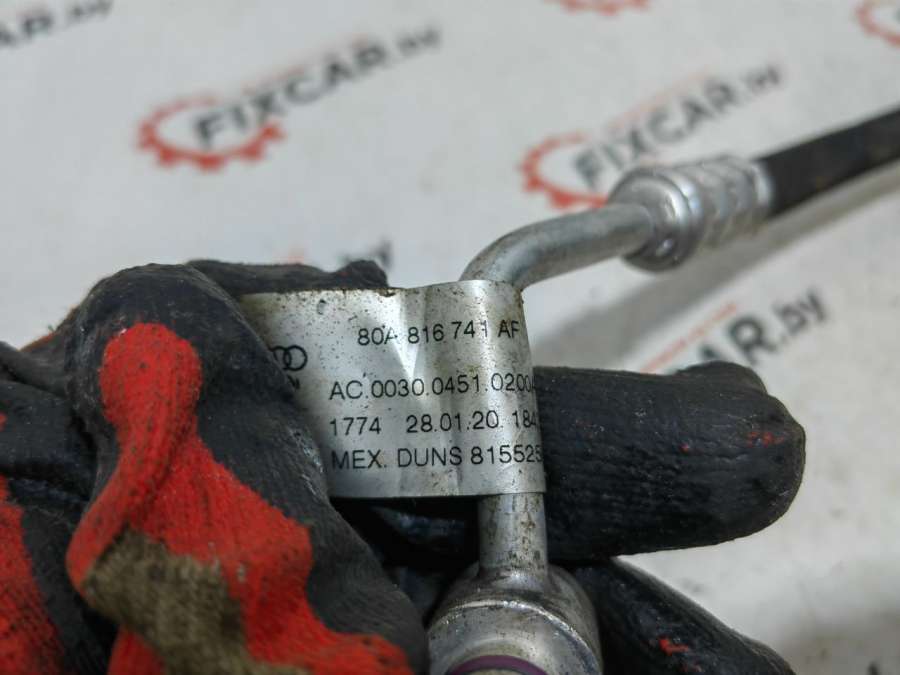 FIXCAR.by
FIXCAR.by
80A 816 741 AF
AC.0030.0451.0200
1774 28.01.20 184
MEX. DUNS 815525